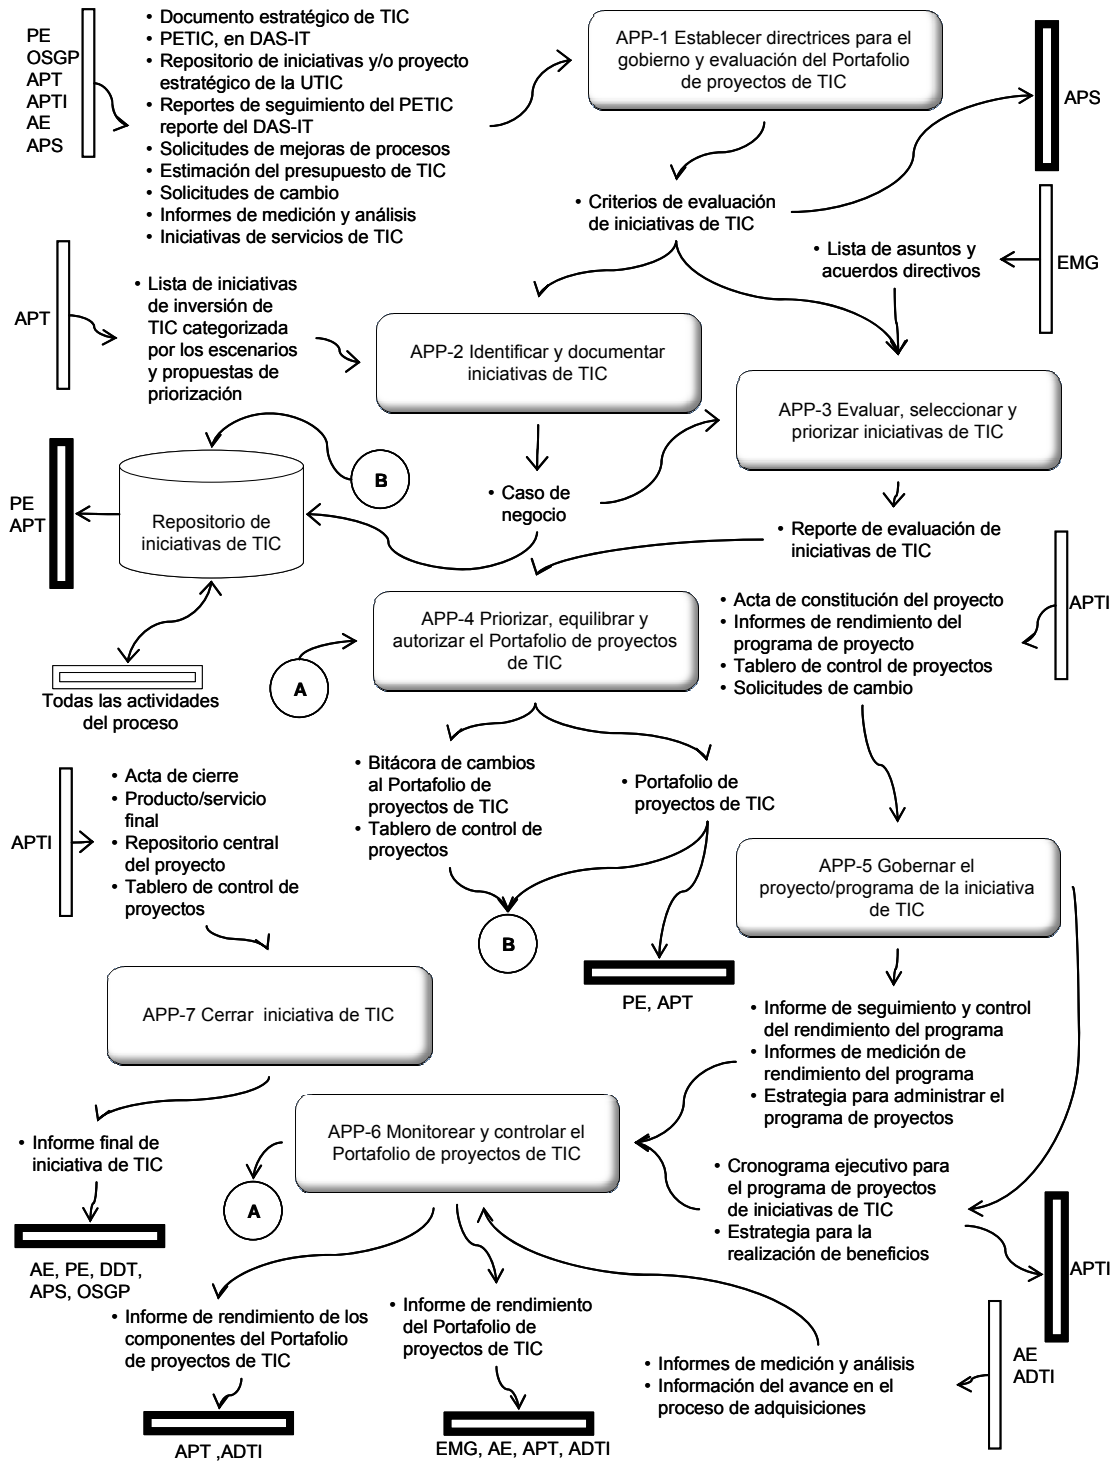 PE
OSGP
APT
APTI
AE
APS
• Documento estratégico de TIC
• PETIC, en DAS-IT
• Repositorio de iniciativas y/o proyecto
estratégico de la UTIC
• Reportes de seguimiento del PETIC
reporte del DAS-IT
• Solicitudes de mejoras de procesos
• Estimación del presupuesto de TIC
• Solicitudes de cambio
• Informes de medición y análisis
• Iniciativas de servicios de TIC
APP-1 Establecer directrices para el
gobierno y evaluación del Portafolio
de proyectos de TIC
APS
• Criterios de evaluación
de iniciativas de TIC
• Lista de asuntos y
acuerdos directivos
EMG
APT
• Lista de iniciativas
de inversión de
TIC categorizada
por los escenarios
y propuestas de
priorización
APP-2 Identificar y documentar
iniciativas de TIC
APP-3 Evaluar, seleccionar y
priorizar iniciativas de TIC
B
PE
APT
Repositorio de
iniciativas de TIC
• Caso de
negocio
• Reporte de evaluación de
iniciativas de TIC
APP-4 Priorizar, equilibrar y
autorizar el Portafolio de proyectos
de TIC
• Acta de constitución del proyecto
• Informes de rendimiento del
programa de proyecto
• Tablero de control de proyectos
• Solicitudes de cambio
APTI
A
Todas las actividades
del proceso
• Bitácora de cambios
al Portafolio de
proyectos de TIC
• Tablero de control de
proyectos
• Portafolio de
proyectos de TIC
APTI
• Acta de cierre
• Producto/servicio
final
• Repositorio central
del proyecto
• Tablero de control de
proyectos
APP-5 Gobernar el
proyecto/programa de la iniciativa
de TIC
B
PE, APT
APP-7 Cerrar iniciativa de TIC
• Informe de seguimiento y control
del rendimiento del programa
• Informes de medición de
rendimiento del programa
• Estrategia para administrar el
programa de proyectos
• Informe final de
iniciativa de TIC
APP-6 Monitorear y controlar el
Portafolio de proyectos de TIC
A
• Cronograma ejecutivo para
el programa de proyectos
de iniciativas de TIC
• Estrategia para la
realización de beneficios
APTI
AE, PE, DDT,
APS, OSGP
• Informe de rendimiento de los
componentes del Portafolio
de proyectos de TIC
• Informe de rendimiento
del Portafolio de
proyectos de TIC
• Informes de medición y análisis
• Información del avance en el
proceso de adquisiciones
AE
ADTI
APT ,ADTI
EMG, AE, APT, ADTI